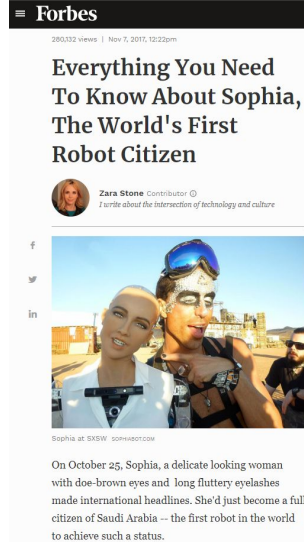 Forbes
280,132 views | Nov 7, 2017, 12:22pm
Everything You Need
To Know About Sophia,
The World's First
Robot Citizen
Zara Stone Contributor
I write about the intersection of technology and culture
f
in
Sophia at SXSW SOPHIABOT.COM
On October 25, Sophia, a delicate looking woman
with doe-brown eyes and long fluttery eyelashes
made international headlines. She'd just become a full
citizen of Saudi Arabia -- the first robot in the world
to achieve such a status.